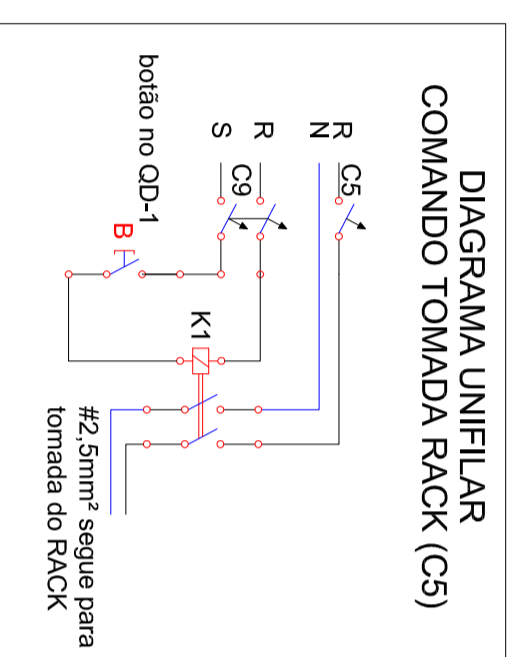 DIAGRAMA UNIFILAR
COMANDO TOMADA RACK (C5)
R
N
C5
R
S
C9
botão no QD-1
B
K1
#2,5mm² segue para
tomada do RACK